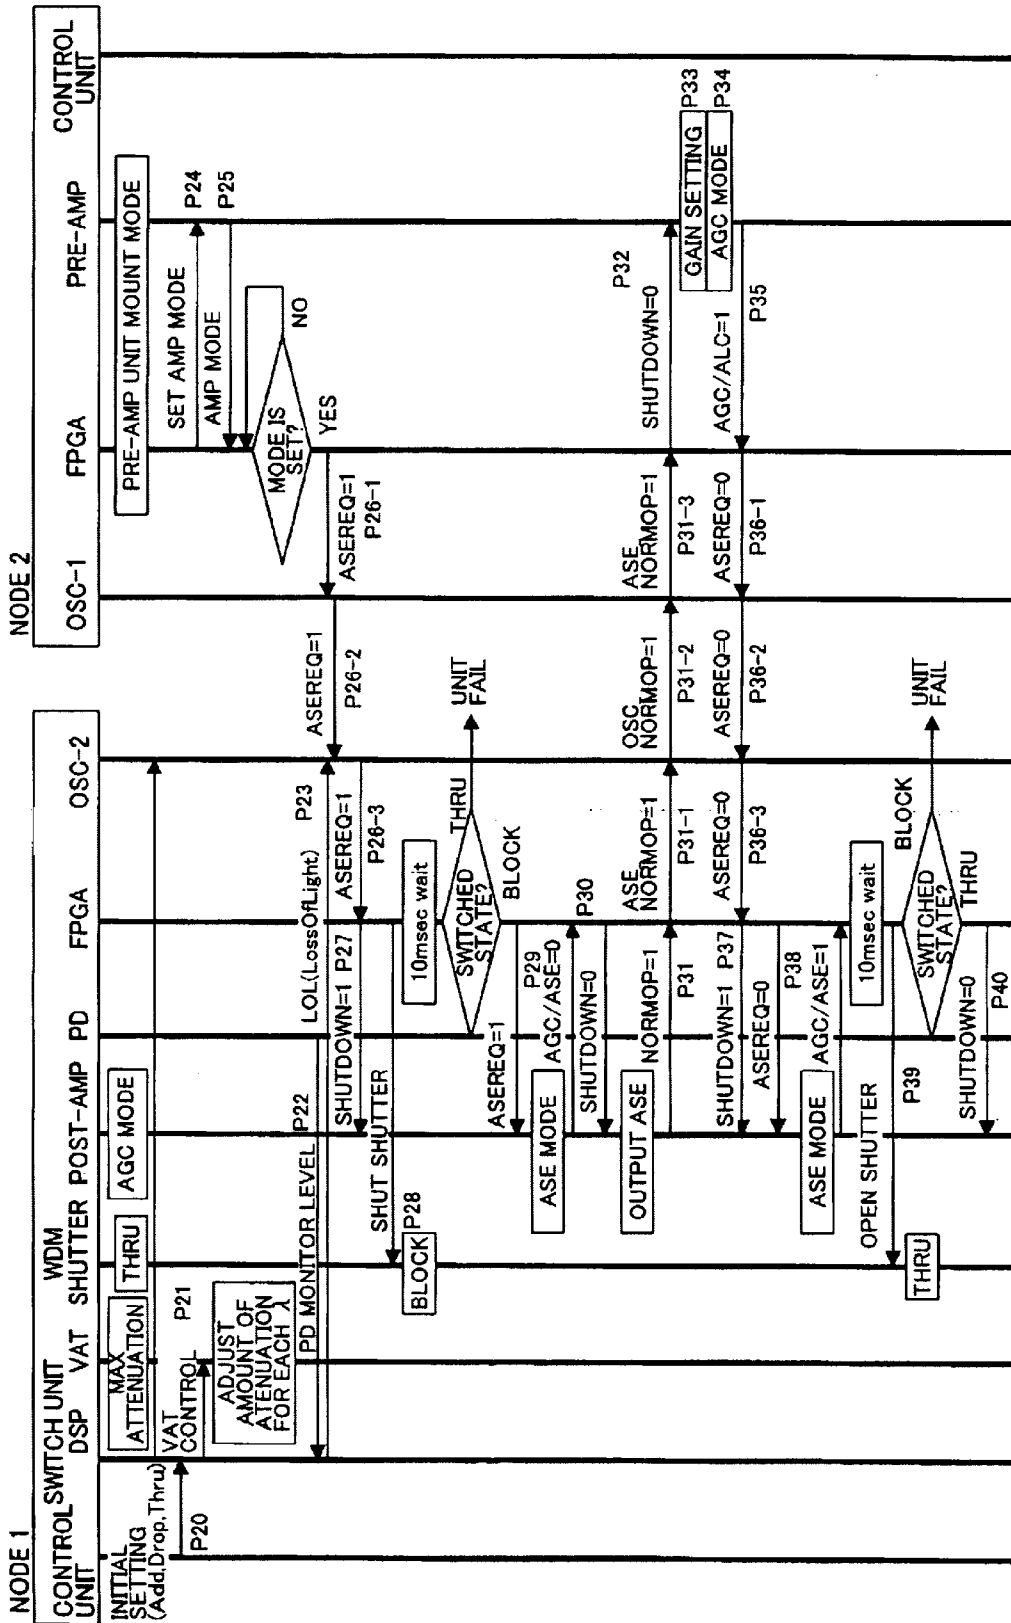 NODE 1
CONTROL
UNIT
SWITCH UNIT
DSP
VAT
WDM
SHUTTER
POST-AMP
PD
FPGA
OSC-2
NODE 2
OSC-1
FPGA
PRE-AMP
CONTROL
UNIT
INITIAL
SETTING
(Add,Drop,Thru)
MAX
ATTENUATION
THRU
AGC MODE
PRE-AMP UNIT MOUNT MODE
P20
VAT
CONTROL
P21
ADJUST
AMOUNT OF
ATENUATION
FOR EACH λ
SET AMP MODE
P24
AMP MODE
P25
MODE IS
SET?
NO
YES
PD MONITOR LEVEL
P22
LOL(LossOfLight)
P23
ASEREQ=1
P26-1
ASEREQ=1
P26-2
ASEREQ=1
P26-3
SHUTDOWN=1
P27
SHUT SHUTTER
P28
BLOCK
10msec wait
SWITCHED
STATE?
THRU
UNIT
FAIL
BLOCK
ASEREQ=1
P29
ASE MODE
AGC/ASE=0
P30
SHUTDOWN=0
OUTPUT ASE
NORMOP=1
P31
ASE
NORMOP=1
P31-1
OSC
NORMOP=1
P31-2
ASE
NORMOP=1
P31-3
SHUTDOWN=0
P32
GAIN SETTING
P33
AGC MODE
P34
AGC/ALC=1
P35
ASEREQ=0
P36-1
ASEREQ=0
P36-2
ASEREQ=0
P36-3
SHUTDOWN=1
P37
ASEREQ=0
P38
ASE MODE
AGC/ASE=1
OPEN SHUTTER
P39
THRU
10msec wait
SWITCHED
STATE?
BLOCK
UNIT
FAIL
THRU
SHUTDOWN=0
P40